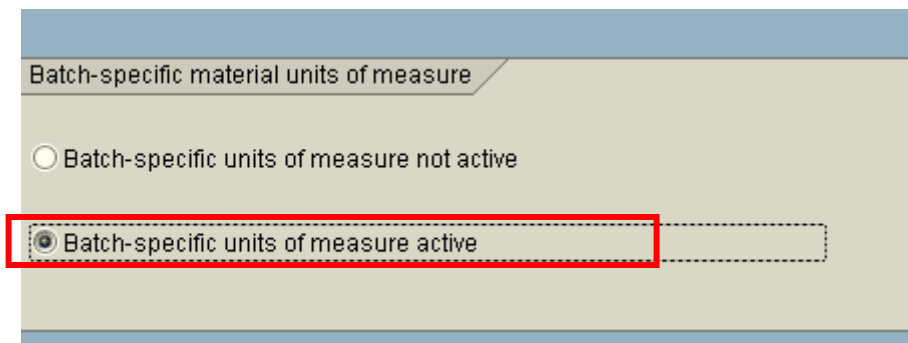 Batch-specific material units of measure
Batch-specific units of measure not active
Batch-specific units of measure active